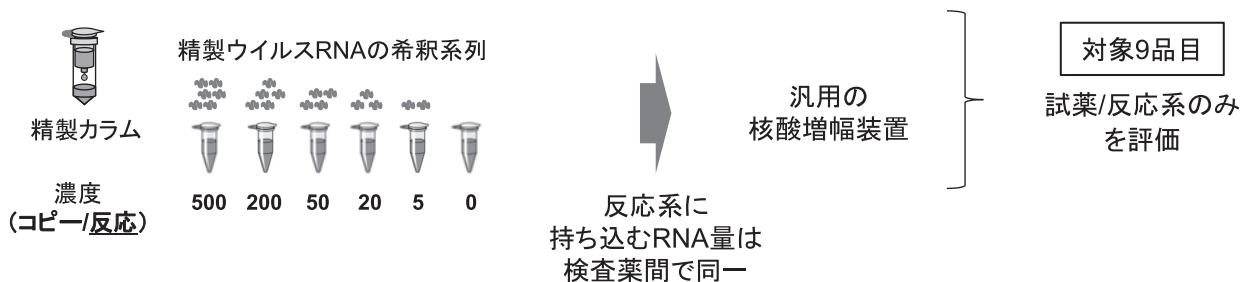 精製カラム
精製ウイルスRNAの希釈系列
濃度
（コピー/反応）
500 200 50 20 5 0
反応系に
持ち込むRNA量は
検査薬間で同一
汎用の
核酸増幅装置
対象9品目
試薬/反応系のみ
を評価